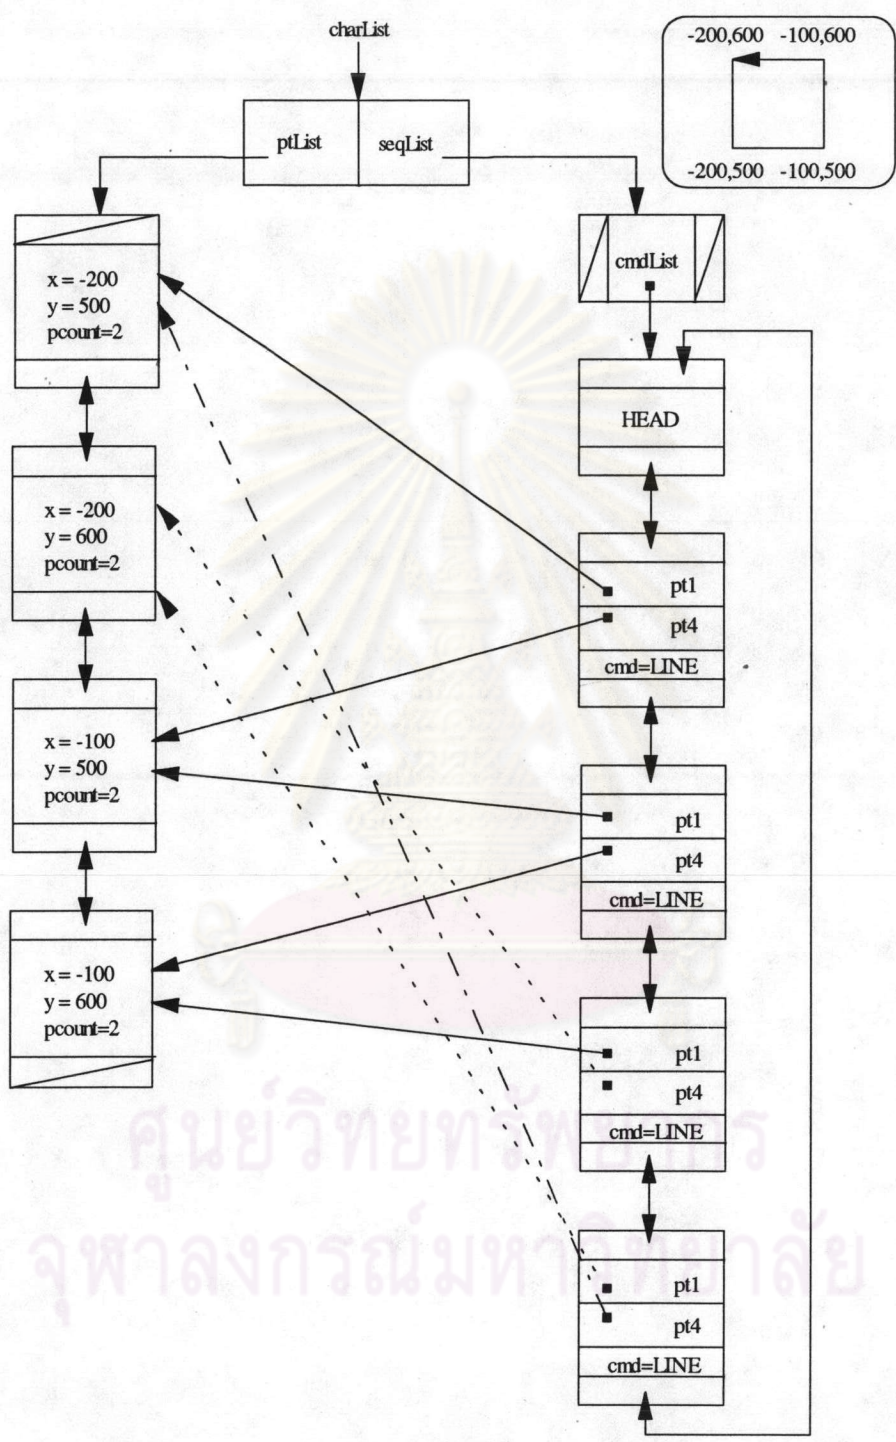 charList
ptList seqList
-200,600 -100,600
-200,500 -100,500
x = -200
y = 500
pcount=2
cmdList
HEAD
x = -200
y = 600
pcount=2
pt1
pt4
cmd=LINE
x = -100
y = 500
pcount=2
pt1
pt4
cmd=LINE
x = -100
y = 600
pcount=2
pt1
pt4
cmd=LINE
pt1
pt4
cmd=LINE
ศูนย์วิทยทรัพยากร
จุฬาลงกรณ์มหาวิทยาลัย